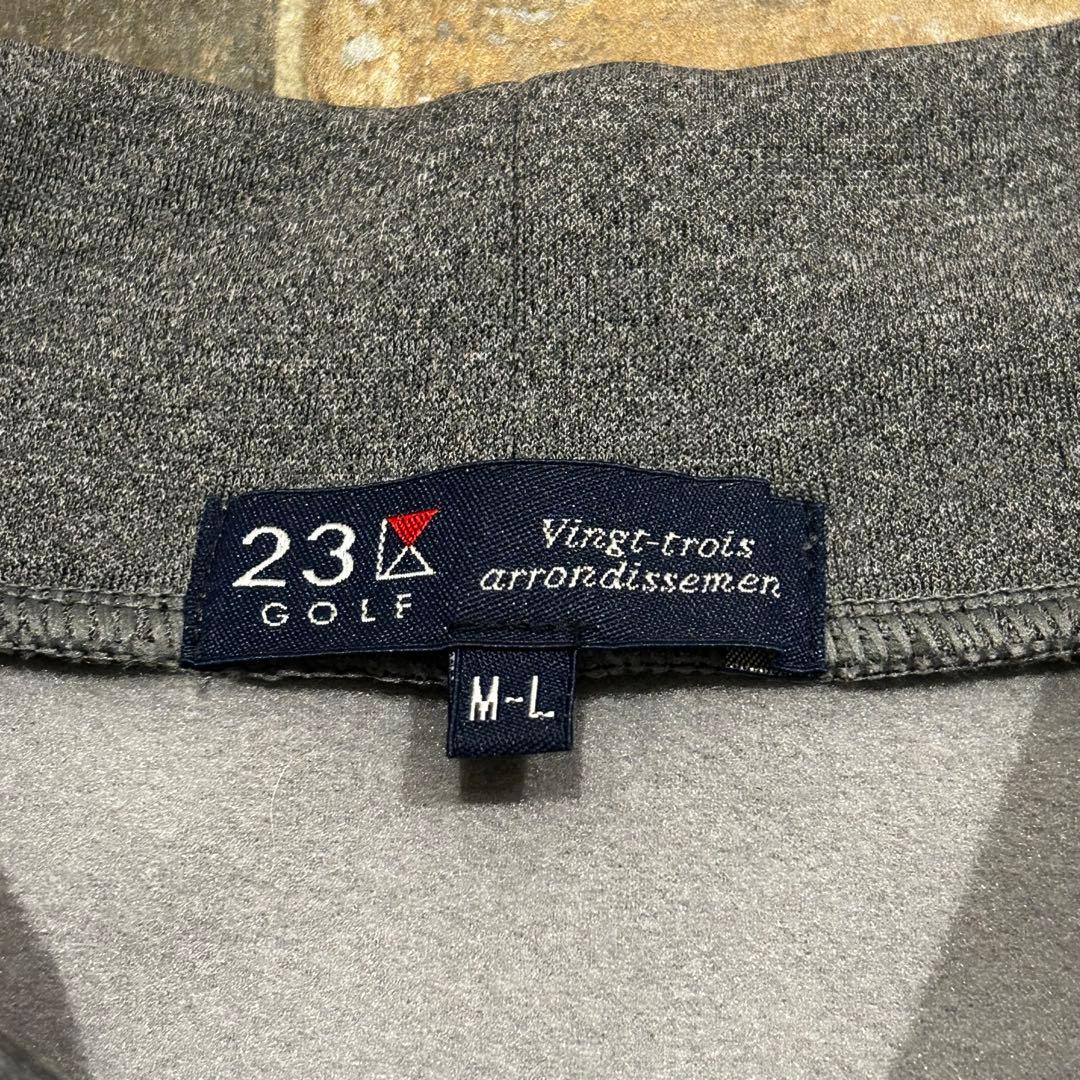 23
GOLF
Vingt-trois
arrondissemen
M-L